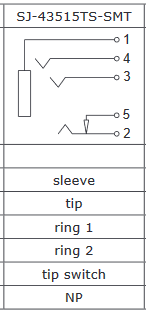 SJ-43515TS-SMT
1
4
3
5
2
sleeve
tip
ring 1
ring 2
tip switch
NP